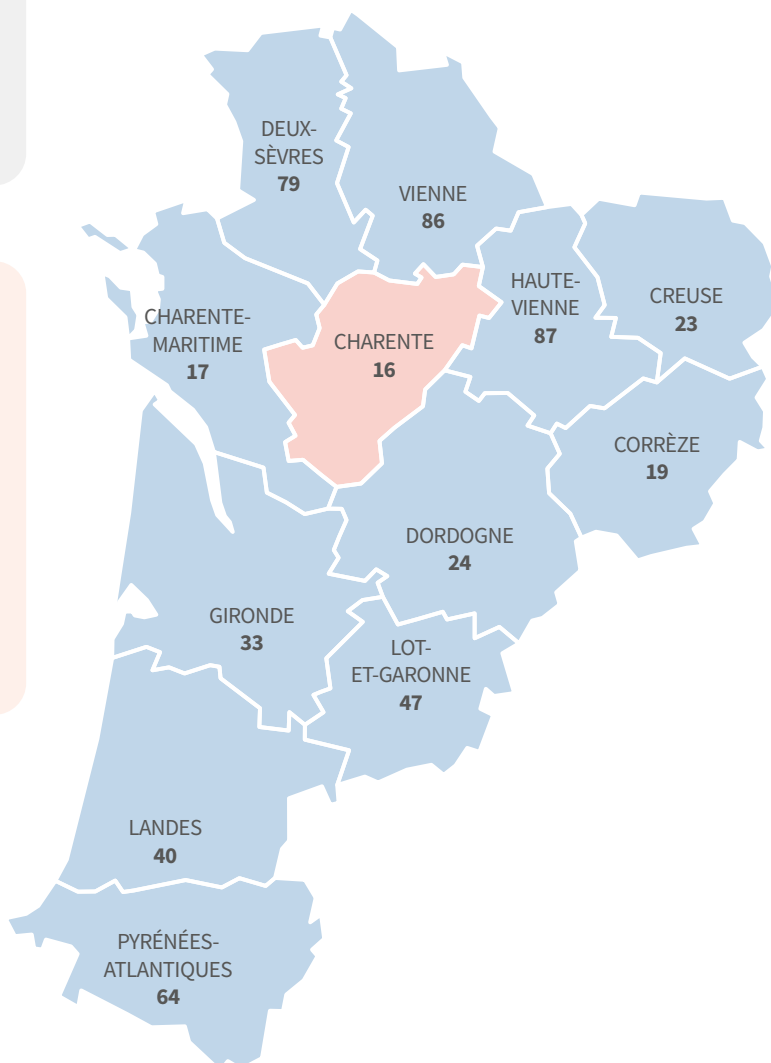 DEUX-
SÈVRES
79
VIENNE
86
HAUTE-
VIENNE
87
CREUSE
23
CHARENTE-
MARITIME
17
CHARENTE
16
CORRÈZE
19
DORDOGNE
24
GIRONDE
33
LOT-
ET-GARONNE
47
LANDES
40
PYRÉNÉES-
ATLANTIQUES
64